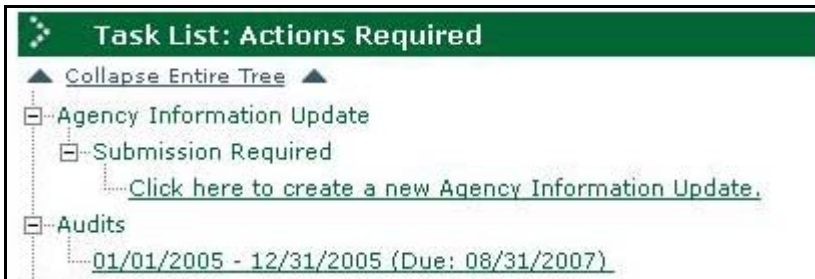 Task List: Actions Required
Collapse Entire Tree
Agency Information Update
Submission Required
Click here to create a new Agency Information Update.
Audits
01/01/2005 - 12/31/2005 (Due: 08/31/2007)